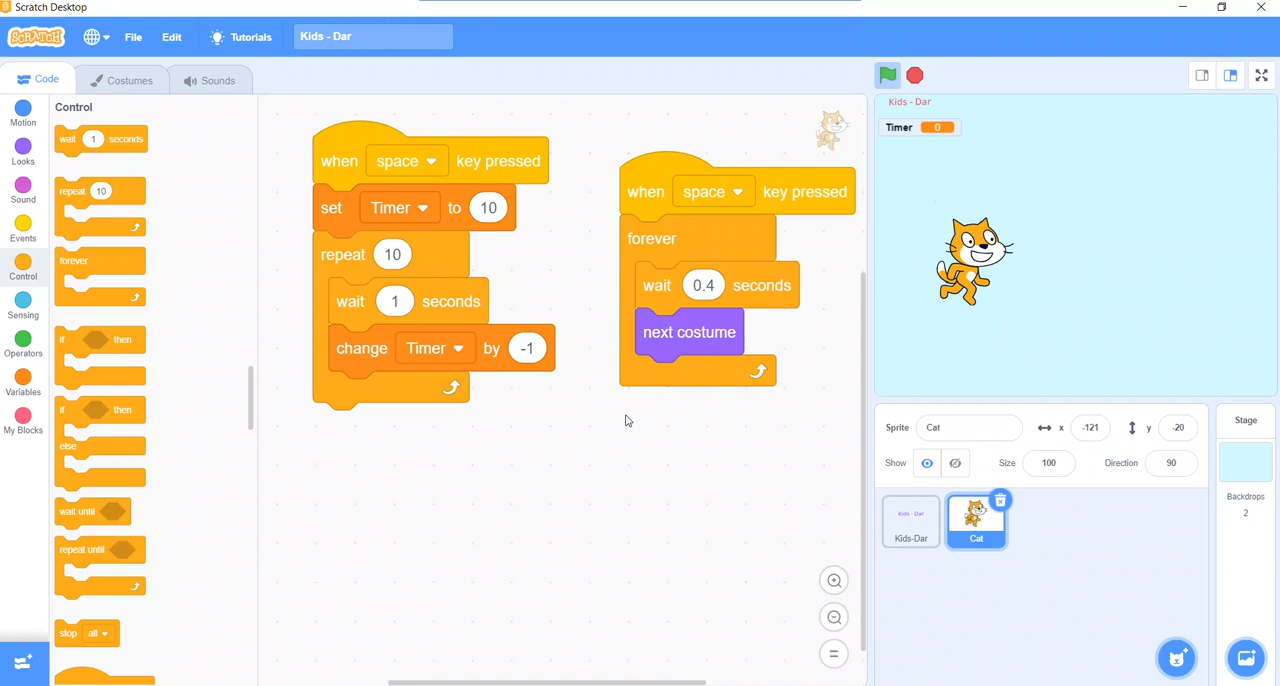 Scratch Desktop
SCRATCH File Edit Tutorials Kids - Dar
Code Costumes Sounds
Motion
Looks
Sound
Events
Control
Sensing
Operators
Variables
My Blocks
Control
wait 1 seconds
repeat 10
forever
if then
if then
else
wait until
repeat until
stop all
when space key pressed
set Timer to 10
repeat 10
wait 1 seconds
change Timer by -1
when space key pressed
forever
wait 0.4 seconds
next costume
Kids - Dar
Timer 0
Sprite Cat x -121 y -20
Show Size 100 Direction 90
Kids - Dar
Kids-Dar
Cat
Stage
Backdrops
2